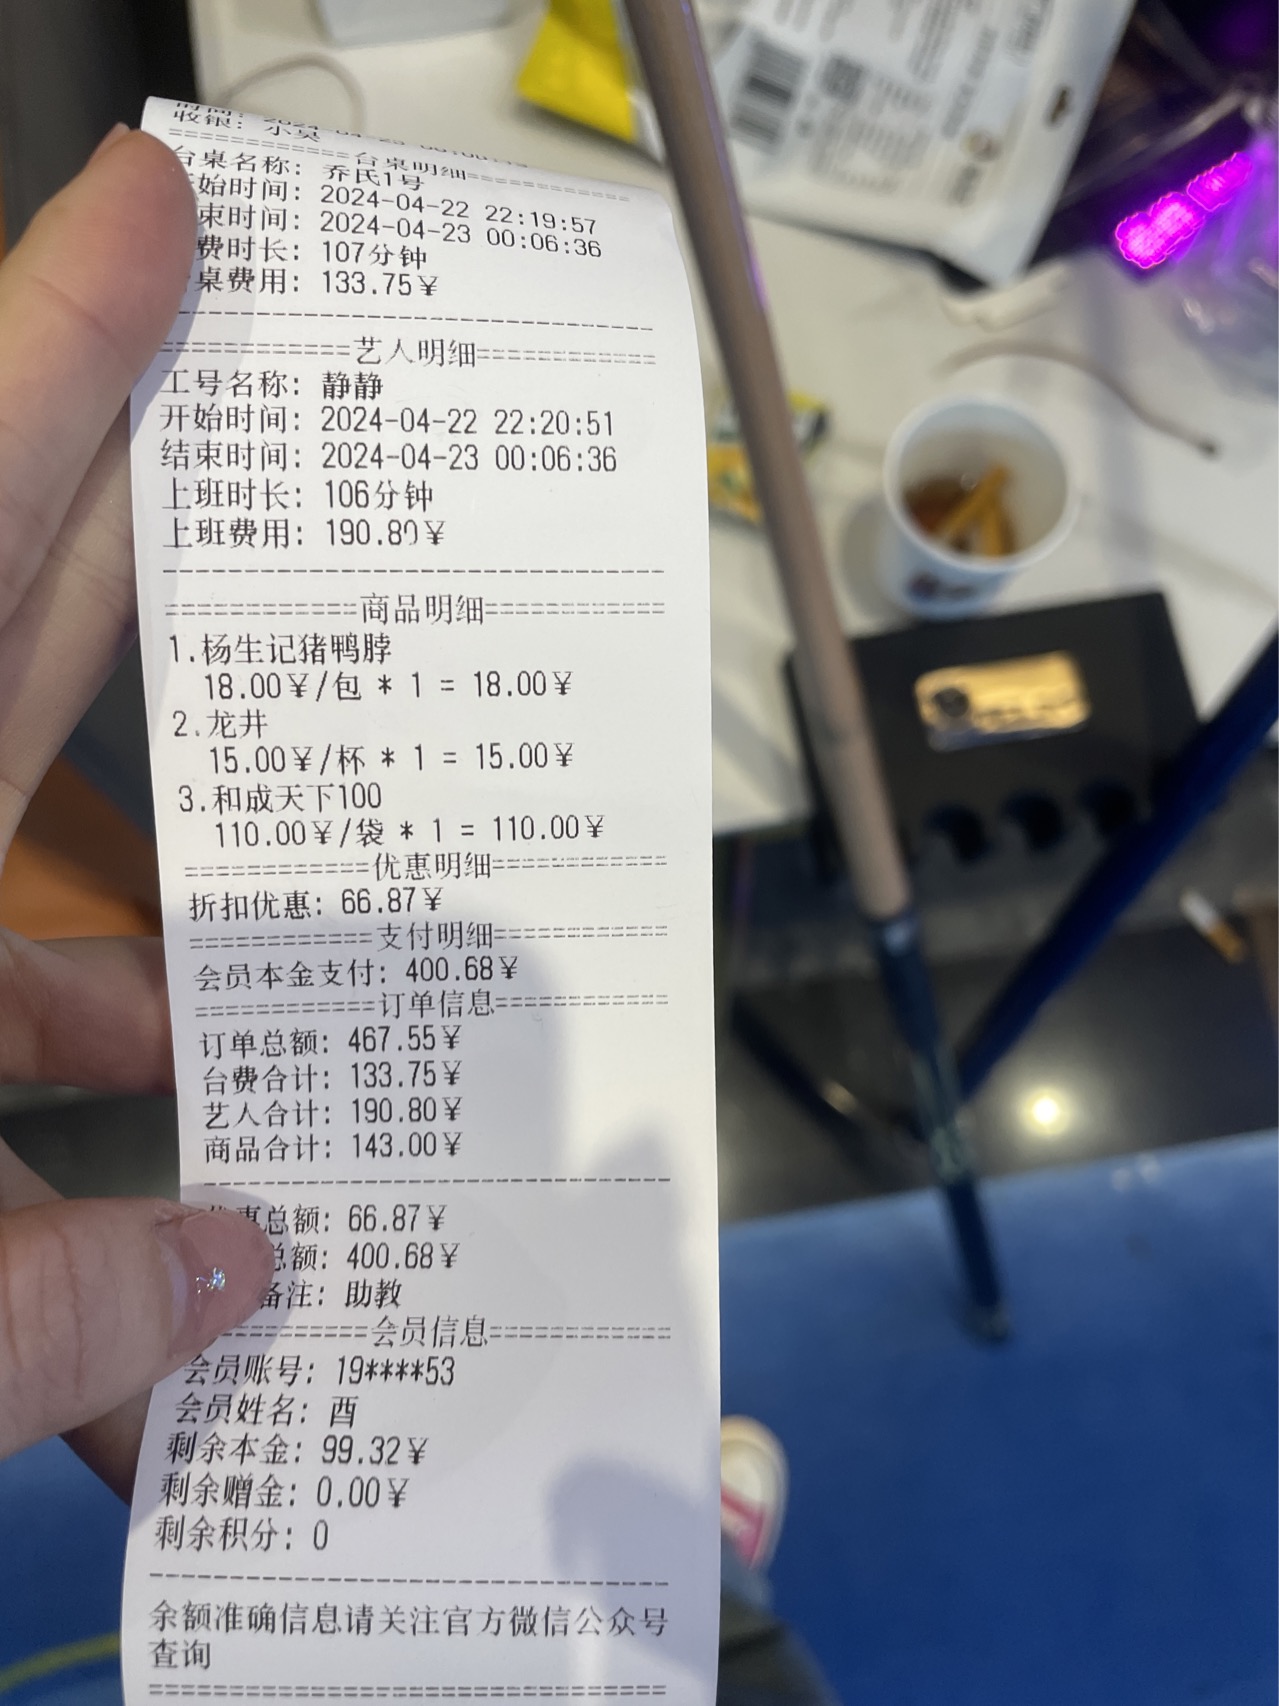 收银: 小昊
============台桌明细============
台桌名称: 乔氏1号
始时间: 2024-04-22 22:19:57
束时间: 2024-04-23 00:06:36
费时长: 107分钟
桌费用: 133.75¥
============艺人明细============
工号名称: 静静
开始时间: 2024-04-22 22:20:51
结束时间: 2024-04-23 00:06:36
上班时长: 106分钟
上班费用: 190.80¥
============商品明细============
1.杨生记猪鸭脖
18.00¥/包 * 1 = 18.00¥
2.龙井
15.00¥/杯 * 1 = 15.00¥
3.和成天下100
110.00¥/袋 * 1 = 110.00¥
============优惠明细============
折扣优惠: 66.87¥
============支付明细============
会员本金支付: 400.68¥
============订单信息============
订单总额: 467.55¥
台费合计: 133.75¥
艺人合计: 190.80¥
商品合计: 143.00¥
惠总额: 66.87¥
总额: 400.68¥
备注: 助教
==========会员信息============
会员账号: 19****53
会员姓名: 酉
剩余本金: 99.32¥
剩余赠金: 0.00¥
剩余积分: 0
余额准确信息请关注官方微信公众号
查询